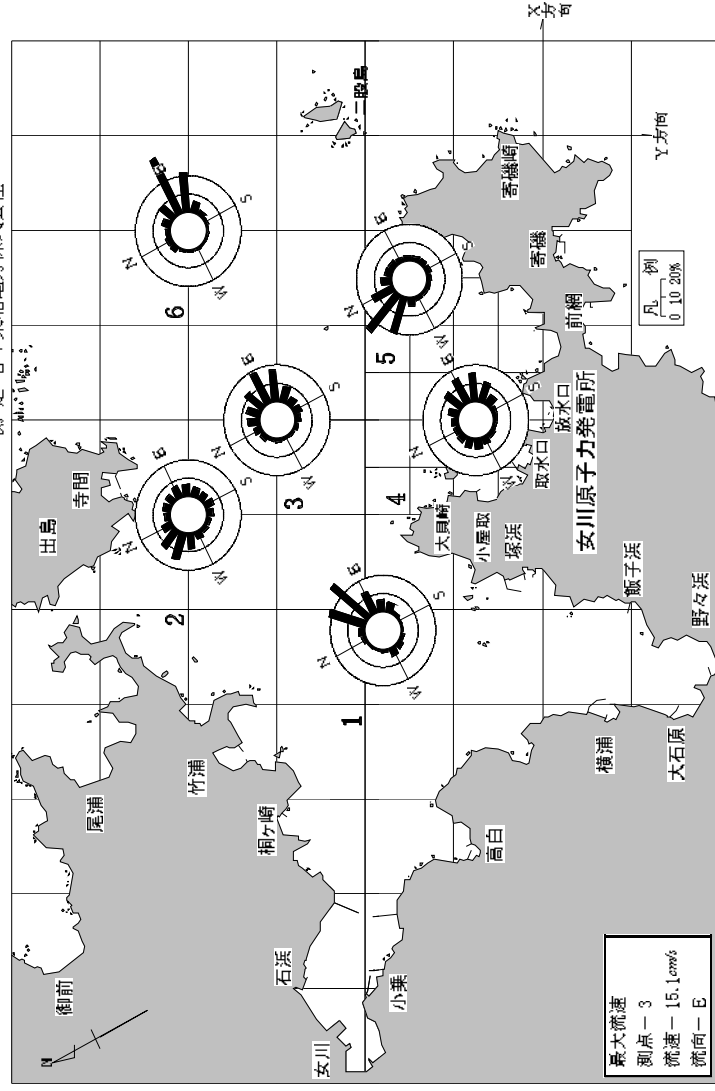 N
女川
石浜
小乗
御前
尾浦
竹浦
桐ヶ崎
高白
横浦
大石原
野々浜
飯子浜
塚浜
小屋取
大貝崎
取水口
放水口
女川原子力発電所
前網
寄磯
寄磯崎
二股島
出島
寺間
1
N
E
S
W
2
N
E
S
W
3
N
E
S
W
4
N
E
S
W
5
N
E
S
W
6
N
E
S
W
X方向
Y方向
凡 例
0 10 20%
最大流速
測点－3
流速－15.1cm/s
流向－E